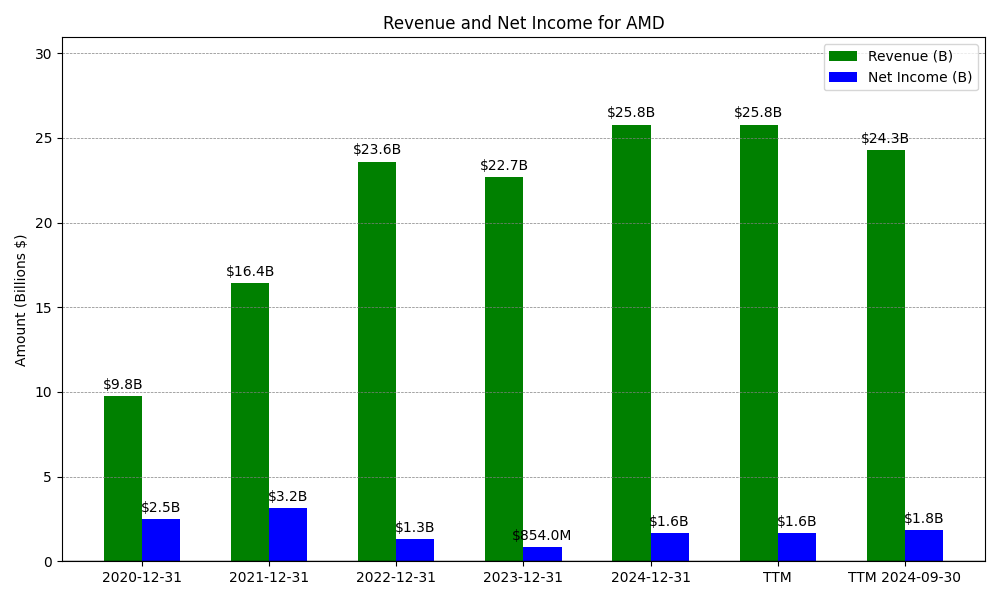 Revenue and Net Income for AMD
Revenue (B)
Net Income (B)
Amount (Billions $)
30
25
20
15
10
5
0
$9.8B
$16.4B
$23.6B
$22.7B
$25.8B
$25.8B
$24.3B
$2.5B
$3.2B
$1.3B
$854.0M
$1.6B
$1.6B
$1.8B
2020-12-31
2021-12-31
2022-12-31
2023-12-31
2024-12-31
TTM
TTM 2024-09-30